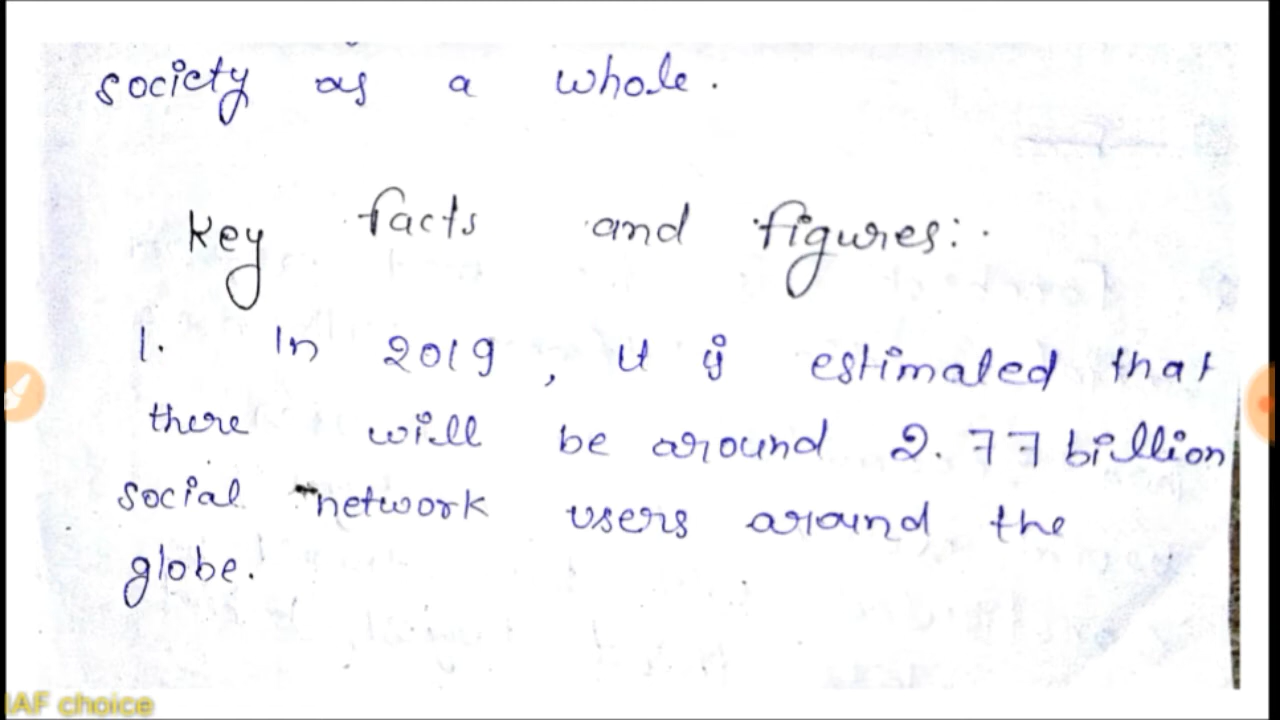 society as a whole.
Key facts and figures:
1. In 2019, it is estimated that
there will be around 2.77 billion
social network users around the
globe.
IAF choice